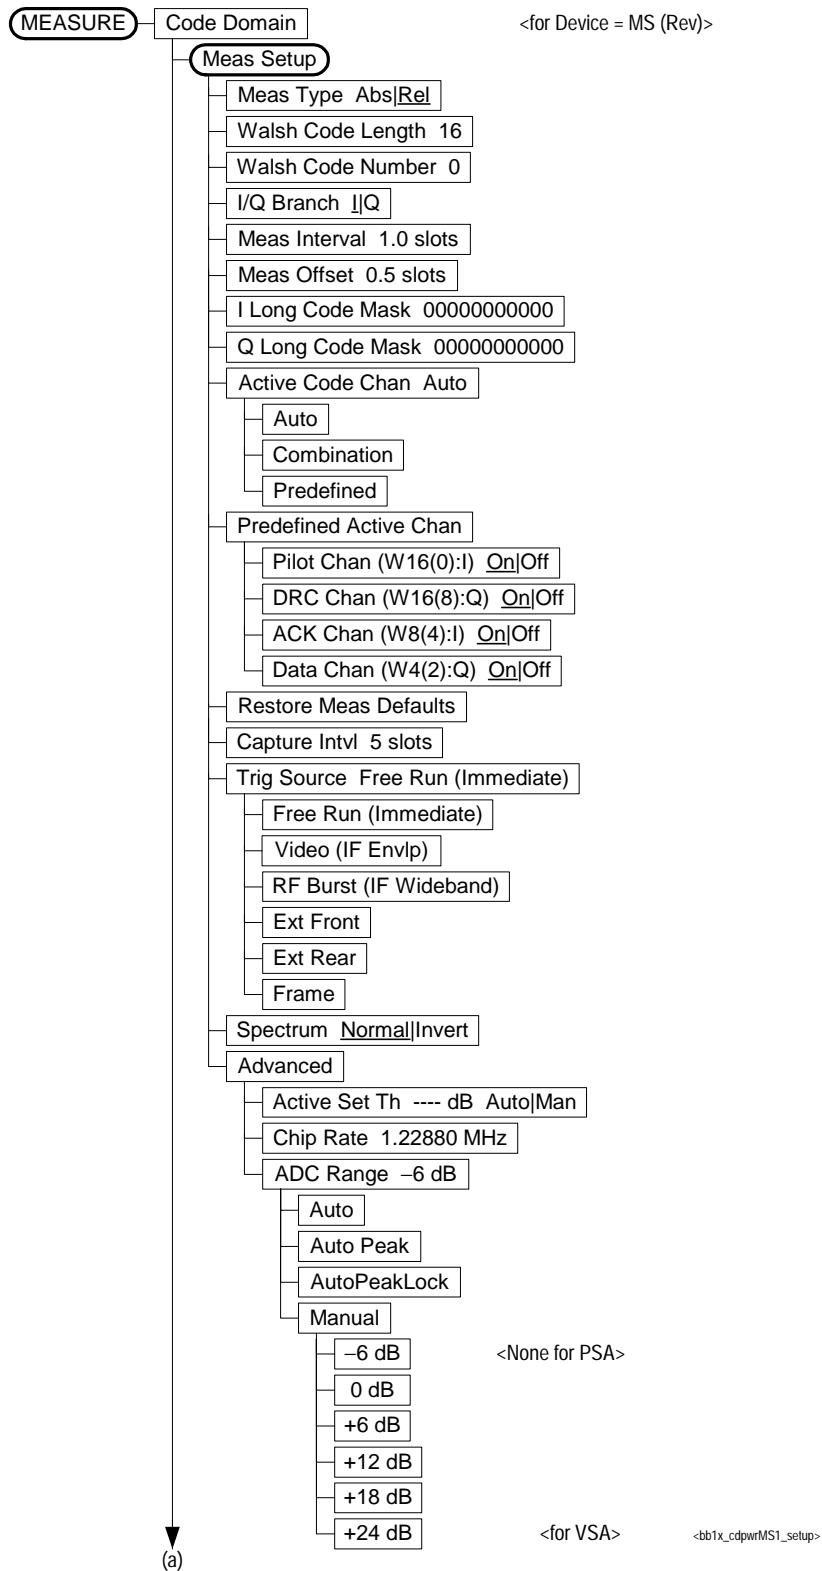 MEASURE Code Domain <for Device = MS (Rev)>
Meas Setup
Meas Type Abs|Rel
Walsh Code Length 16
Walsh Code Number 0
I/Q Branch I|Q
Meas Interval 1.0 slots
Meas Offset 0.5 slots
I Long Code Mask 00000000000
Q Long Code Mask 00000000000
Active Code Chan Auto
Auto
Combination
Predefined
Predefined Active Chan
Pilot Chan (W16(0):I) On|Off
DRC Chan (W16(8):Q) On|Off
ACK Chan (W8(4):I) On|Off
Data Chan (W4(2):Q) On|Off
Restore Meas Defaults
Capture Intvl 5 slots
Trig Source Free Run (Immediate)
Free Run (Immediate)
Video (IF Envlp)
RF Burst (IF Wideband)
Ext Front
Ext Rear
Frame
Spectrum Normal|Invert
Advanced
Active Set Th ---- dB Auto|Man
Chip Rate 1.22880 MHz
ADC Range −6 dB
Auto
Auto Peak
AutoPeakLock
Manual
−6 dB <None for PSA>
0 dB
+6 dB
+12 dB
+18 dB
+24 dB <for VSA> <bb1x_cdpwrMS1_setup>
(a)